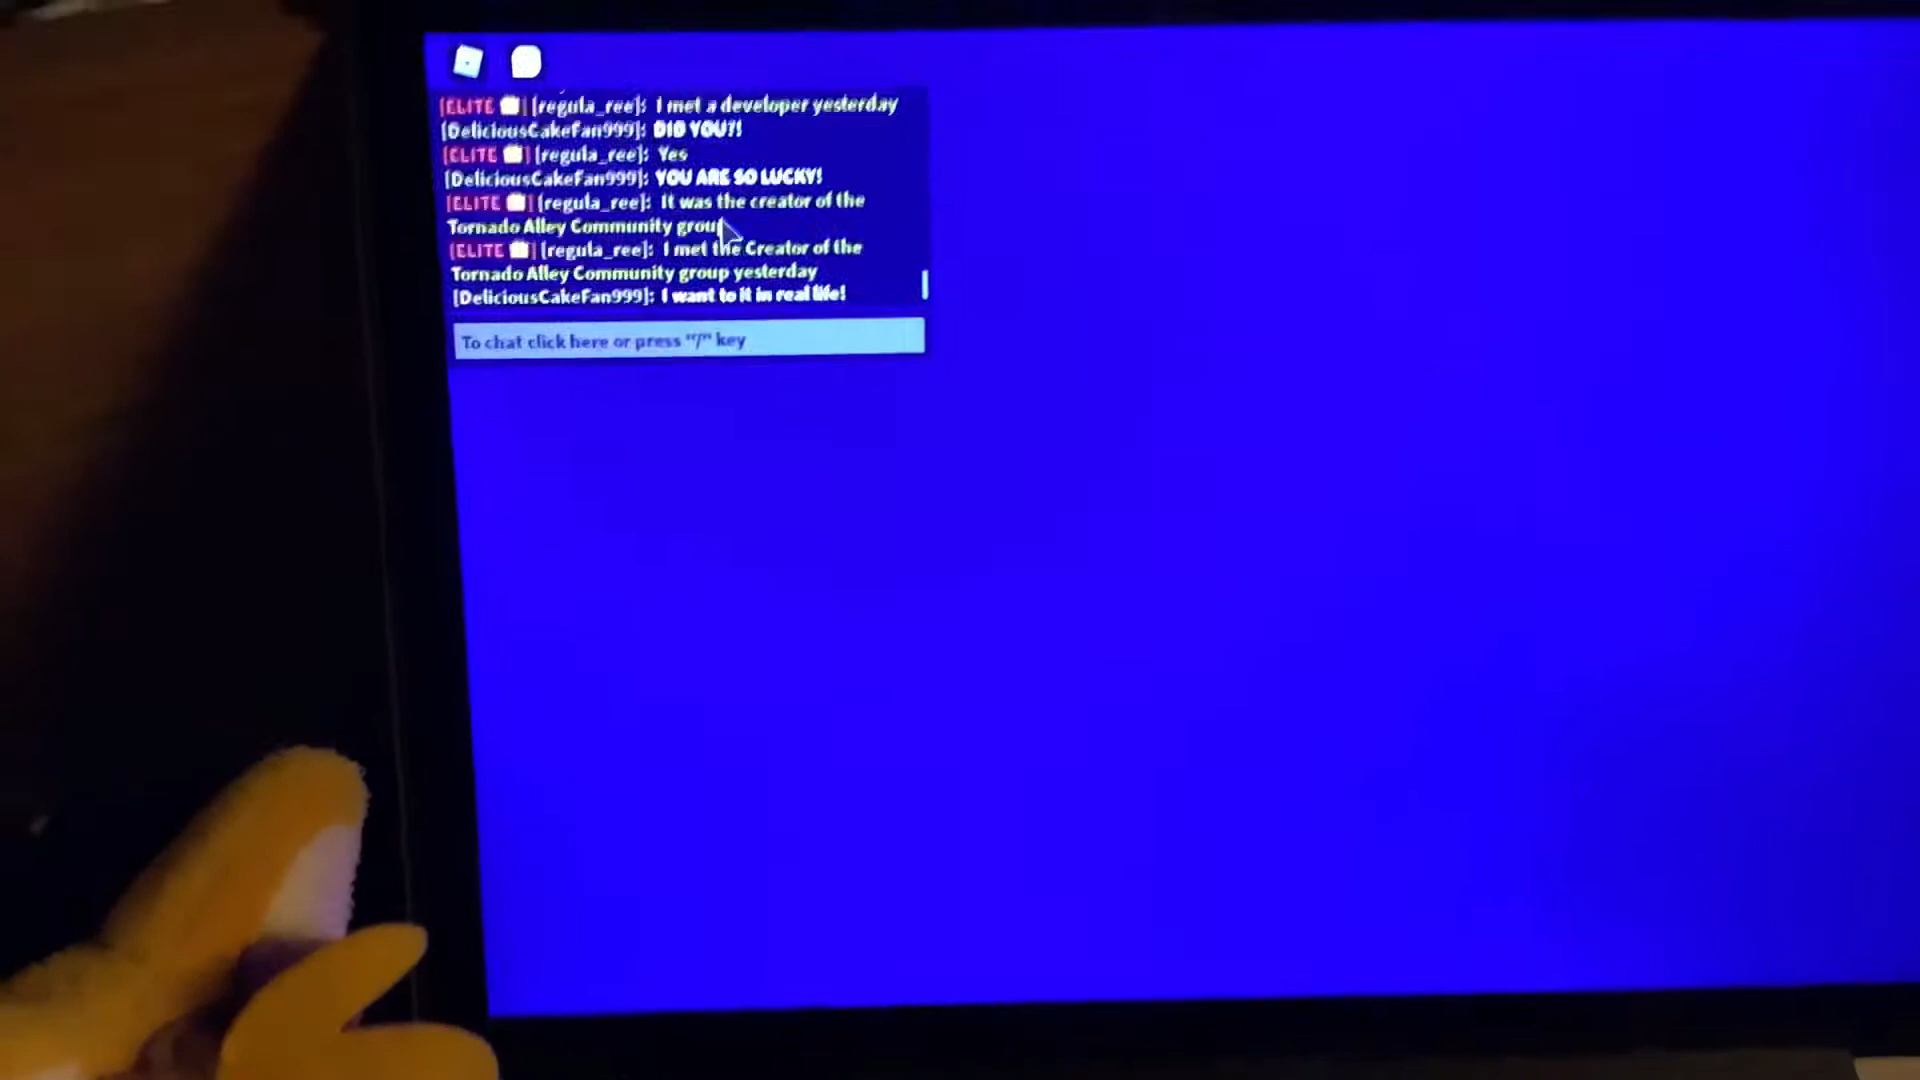 [ELITE ] [regula_ree]: I met a developer yesterday
[DeliciousCakeFan999]: DID YOU?!
[ELITE ] [regula_ree]: Yes
[DeliciousCakeFan999]: YOU ARE SO LUCKY!
[ELITE ] [regula_ree]: It was the creator of the
Tornado Alley Community group
[ELITE ] [regula_ree]: I met the Creator of the
Tornado Alley Community group yesterday
[DeliciousCakeFan999]: I want to it in real life!
To chat click here or press "/" key